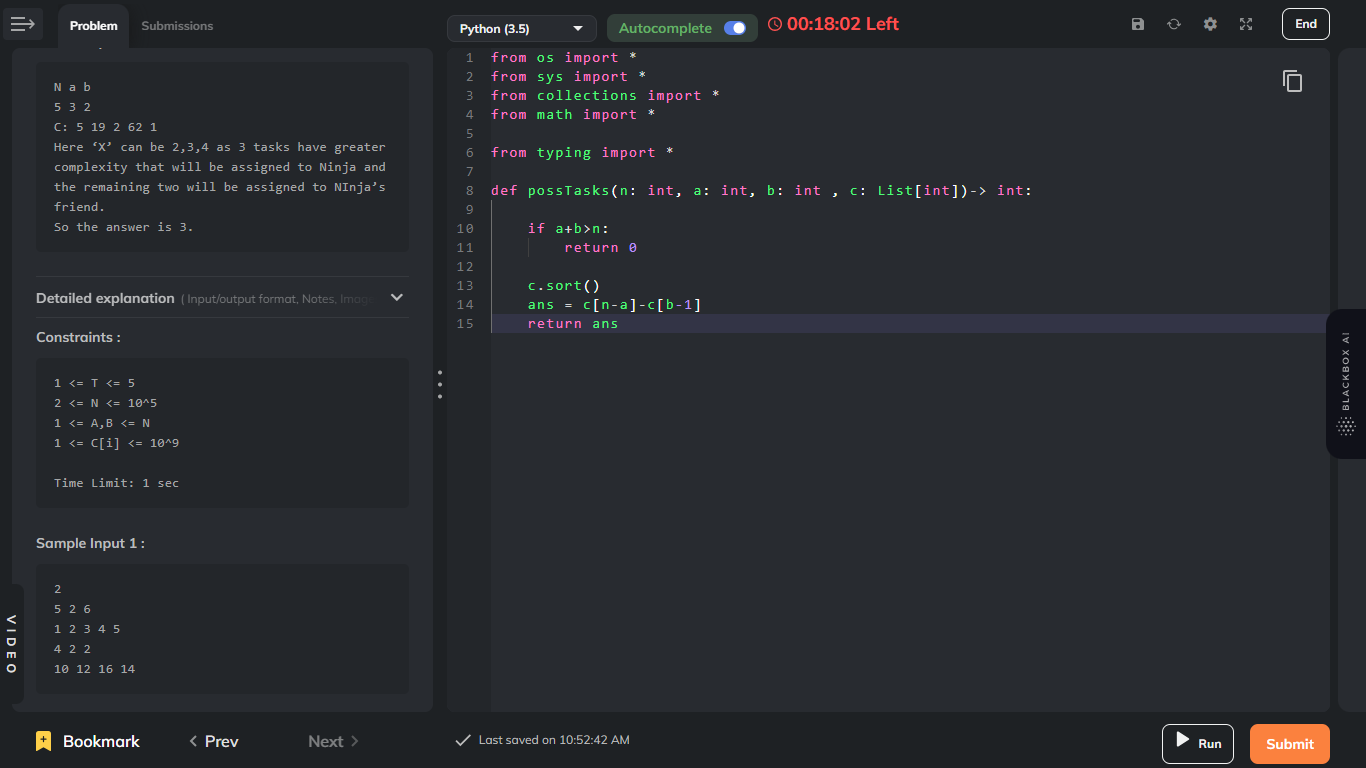 Problem
Submissions
Python (3.5)
Autocomplete
00:18:02 Left
End
N a b
5 3 2
C: 5 19 2 62 1
Here ‘X’ can be 2,3,4 as 3 tasks have greater
complexity that will be assigned to Ninja and
the remaining two will be assigned to NInja’s
friend.
So the answer is 3.
Detailed explanation ( Input/output format, Notes, Imag
Constraints :
1 <= T <= 5
2 <= N <= 10^5
1 <= A,B <= N
1 <= C[i] <= 10^9
Time Limit: 1 sec
Sample Input 1 :
2
5 2 6
1 2 3 4 5
4 2 2
10 12 16 14
VIDEO
1 from os import *
2 from sys import *
3 from collections import *
4 from math import *
5
6 from typing import *
7
8 def possTasks(n: int, a: int, b: int , c: List[int])-> int:
9
10 if a+b>n:
11 return 0
12
13 c.sort()
14 ans = c[n-a]-c[b-1]
15 return ans
BLACKBOX AI
Bookmark
Prev
Next
Last saved on 10:52:42 AM
Run
Submit